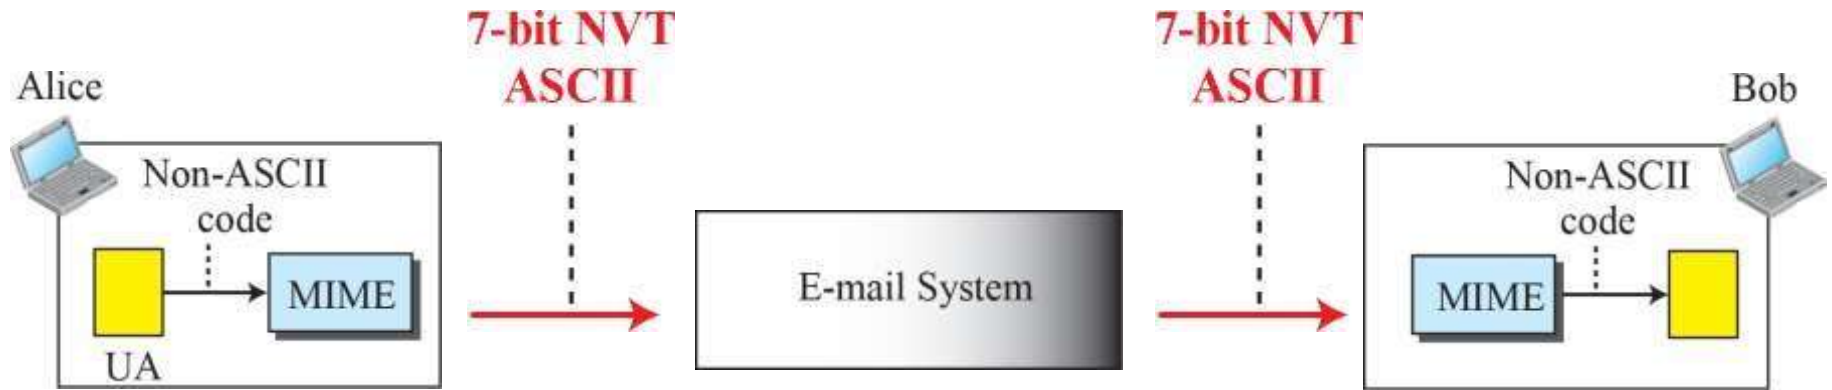 7-bit NVT
ASCII
7-bit NVT
ASCII
Alice
Bob
Non-ASCII
code
MIME
UA
E-mail System
Non-ASCII
code
MIME